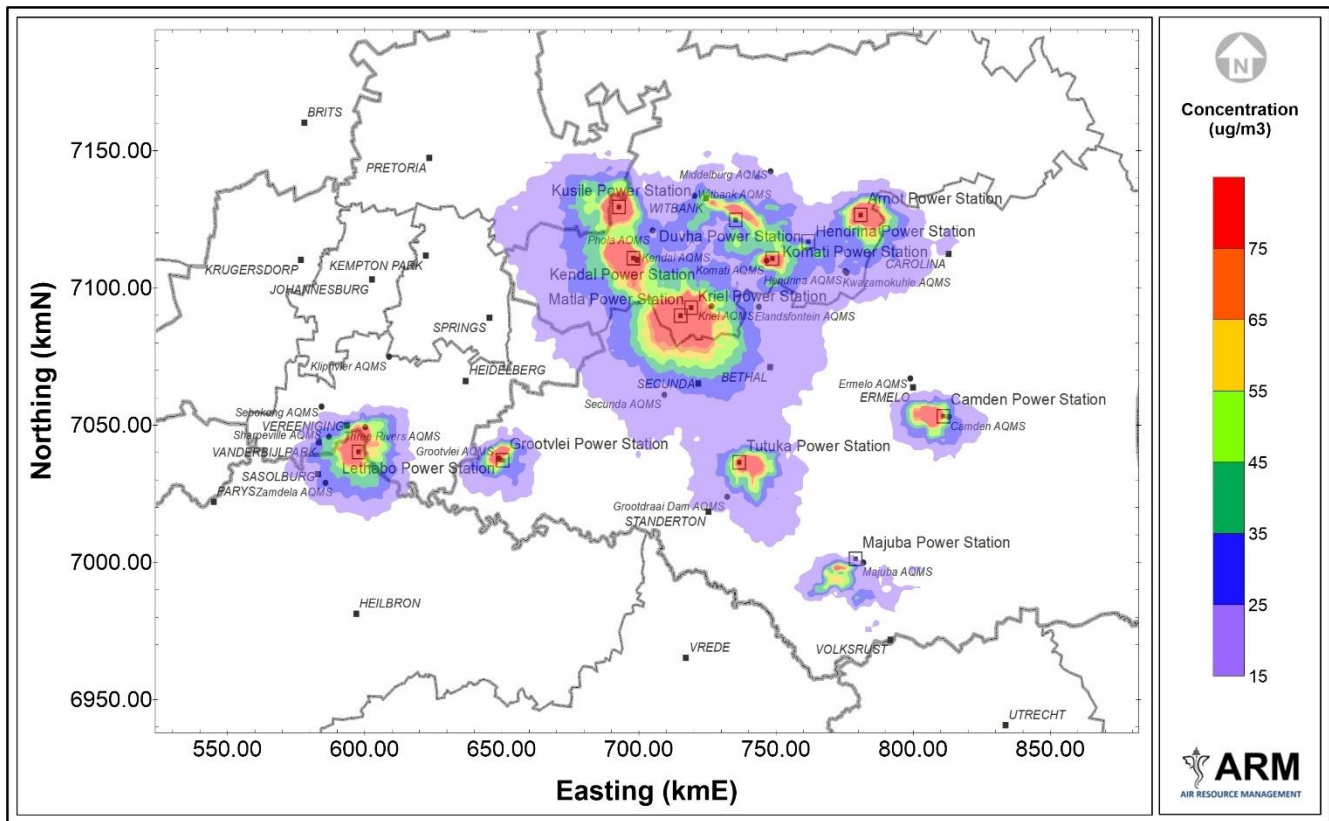 BRITS
7150.00
PRETORIA
Middelburg AQMS
Kusile Power Station
Witbank AQMS
WITBANK
Arnot Power Station
Phola AQMS
Duvha Power Station
Hendrina Power Station
KRUGERSDORP
KEMPTON PARK
Kendal AQMS
Komati Power Station
CAROLINA
Kendal Power Station
Komati AQMS
Hendrina AQMS
Kwazamokuhle AQMS
JOHANNESBURG
7100.00
Matla Power Station
Kriel Power Station
SPRINGS
Kriel AQMS
Elandsfontein AQMS
Kliprivier AQMS
HEIDELBERG
SECUNDA
BETHAL
Ermelo AQMS
ERMELO
Secunda AQMS
Camden Power Station
Sebokeng AQMS
7050.00
VEREENIGING
Camden AQMS
Sharpeville AQMS
Three Rivers AQMS
Grootvlei Power Station
Tutuka Power Station
VANDERBIJLPARK
Grootvlei AQMS
Lethabo Power Station
SASOLBURG
PARYS
Zamdela AQMS
Grootdraai Dam AQMS
STANDERTON
Majuba Power Station
7000.00
Majuba AQMS
HEILBRON
VREDE
VOLKSRUST
6950.00
UTRECHT
550.00 600.00 650.00 700.00 750.00 800.00 850.00
Northing (kmN)
Easting (kmE)
N
Concentration
(ug/m3)
75
65
55
45
35
25
15
ARM
AIR RESOURCE MANAGEMENT